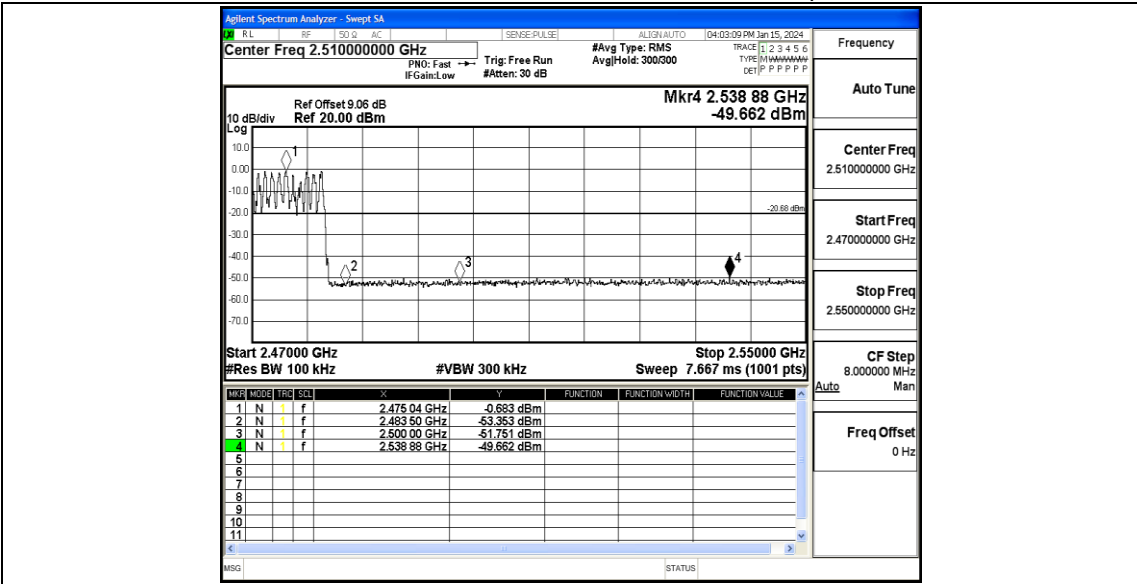 Agilent Spectrum Analyzer - Swept SA
LXI RL RF 50 Ω AC SENSE:PULSE ALIGN AUTO 04:03:09 PM Jan 15, 2024
Center Freq 2.510000000 GHz
PNO: Fast
IFGain:Low
Trig: Free Run
#Atten: 30 dB
#Avg Type: RMS
Avg|Hold: 300/300
TRACE 1 2 3 4 5 6
TYPE M W W W W W
DET P P P P P P
Frequency
Auto Tune
Mkr4 2.538 88 GHz
-49.662 dBm
Ref Offset 9.06 dB
10 dB/div Ref 20.00 dBm
Log
10.0
0.00
-10.0
-20.0
-30.0
-40.0
-50.0
-60.0
-70.0
1
2
3
4
-20.68 dBm
Center Freq
2.510000000 GHz
Start Freq
2.470000000 GHz
Stop Freq
2.550000000 GHz
Start 2.47000 GHz Stop 2.55000 GHz
#Res BW 100 kHz #VBW 300 kHz Sweep 7.667 ms (1001 pts)
CF Step
8.000000 MHz
Auto Man
MKR MODE TRC SCL X Y FUNCTION FUNCTION WIDTH FUNCTION VALUE
1 N 1 f 2.475 04 GHz -0.683 dBm
2 N 1 f 2.483 50 GHz -53.353 dBm
3 N 1 f 2.500 00 GHz -51.751 dBm
4 N 1 f 2.538 88 GHz -49.662 dBm
5
6
7
8
9
10
11
Freq Offset
0 Hz
MSG STATUS